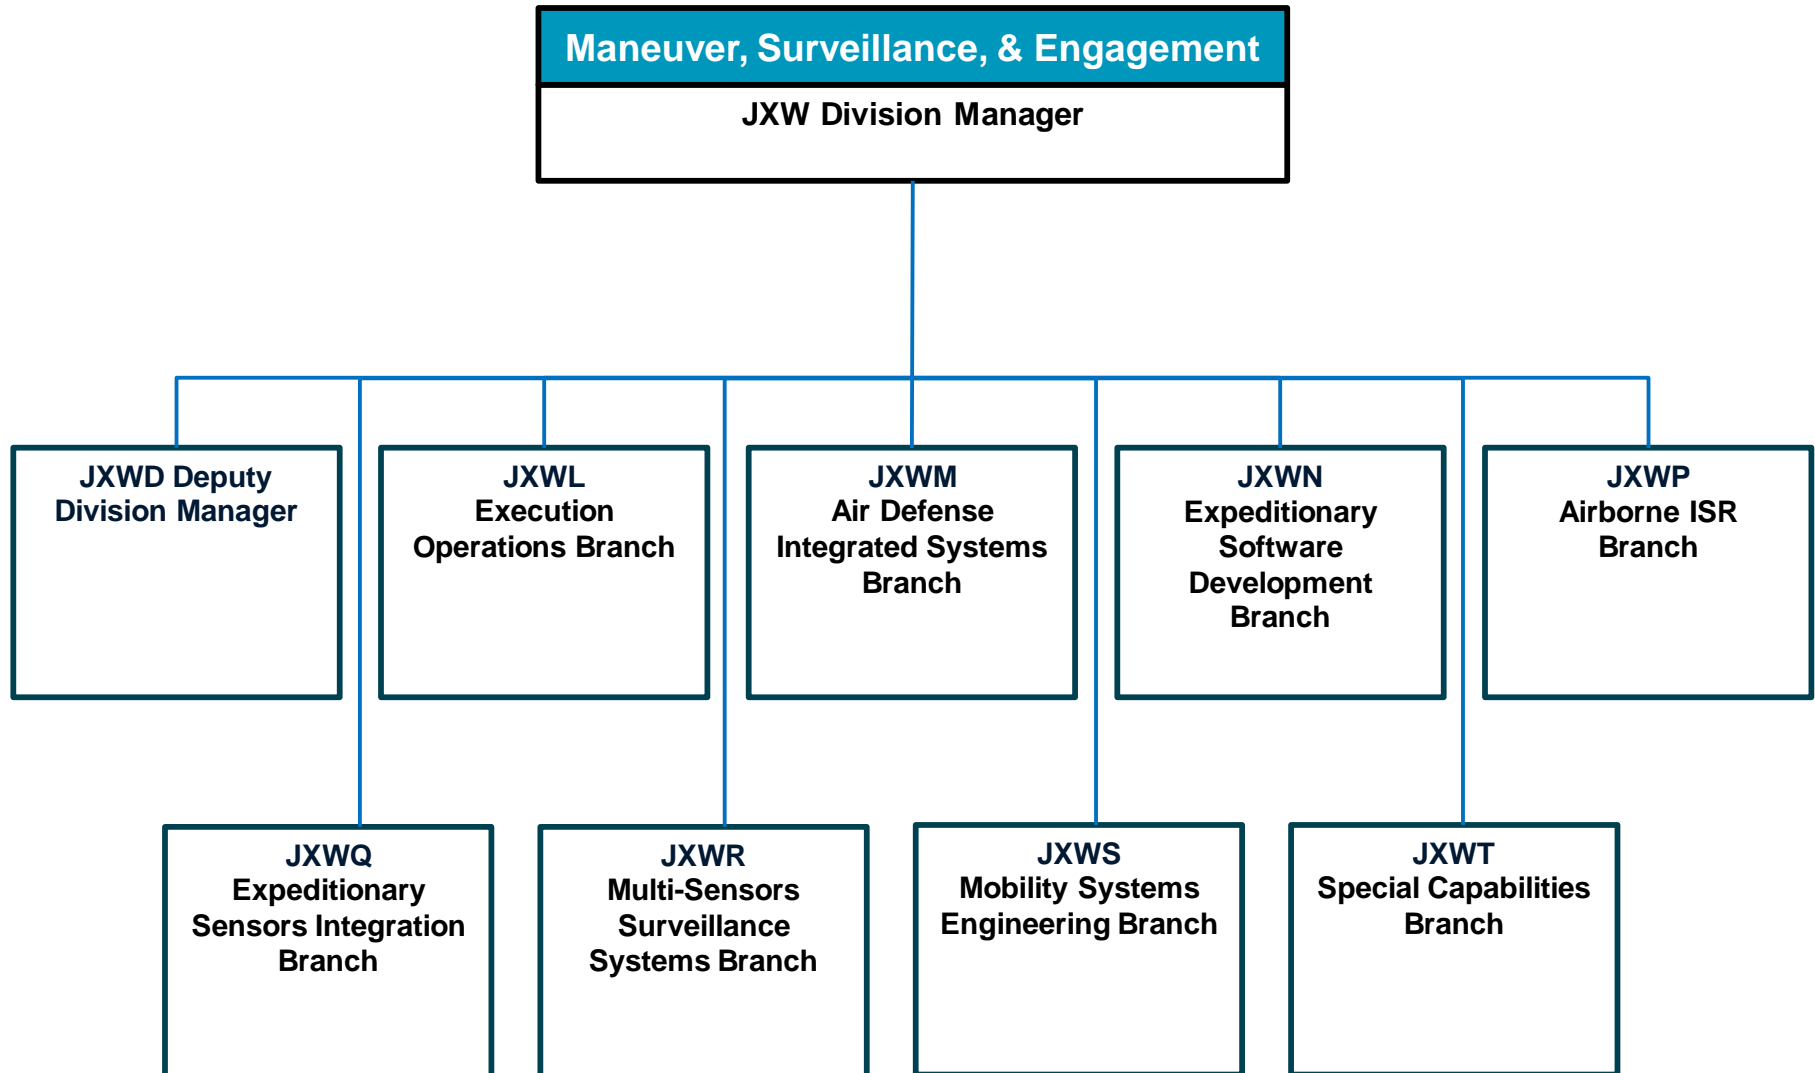 Maneuver, Surveillance, & Engagement
JXW Division Manager
JXWD Deputy
Division Manager
JXWL
Execution
Operations Branch
JXWM
Air Defense
Integrated Systems
Branch
JXWN
Expeditionary
Software
Development
Branch
JXWP
Airborne ISR
Branch
JXWQ
Expeditionary
Sensors Integration
Branch
JXWR
Multi-Sensors
Surveillance
Systems Branch
JXWS
Mobility Systems
Engineering Branch
JXWT
Special Capabilities
Branch